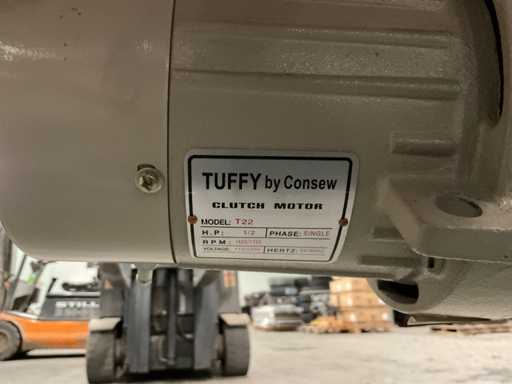 TUFFY by Consew
CLUTCH MOTOR
MODEL: T22
H.P: 1/2 PHASE: SINGLE
R P M:
VOLTAGE: HERTZ:
STILL